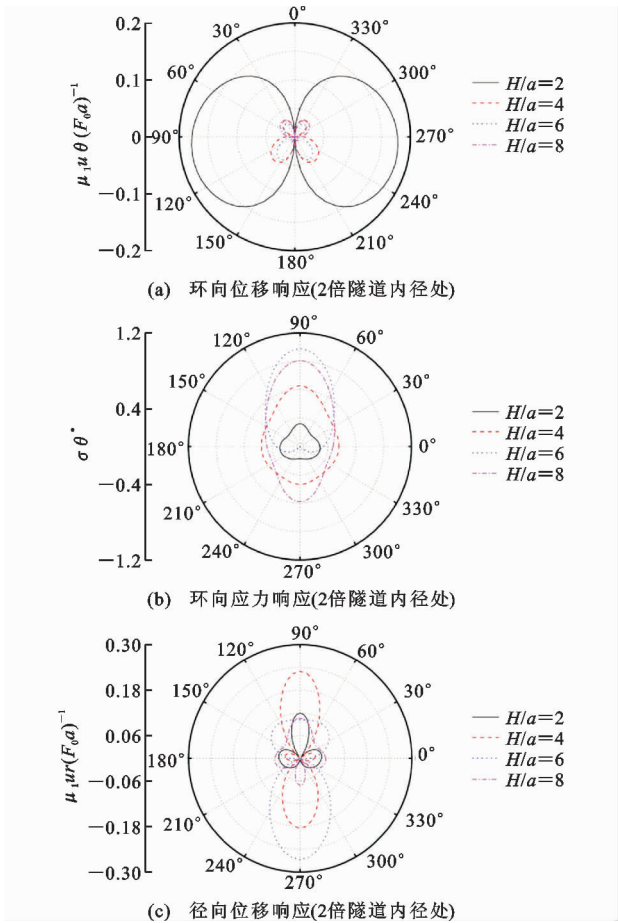 0.2
0.1
0
−0.1
−0.2
μ₁uθ(F₀a)⁻¹
0°
330°
300°
270°
240°
210°
180°
150°
120°
90°
60°
30°
H/a=2
H/a=4
H/a=6
H/a=8
(a) 环向位移响应(2倍隧道内径处)
1.2
0.4
−0.4
−1.2
σθ*
90°
60°
30°
0°
330°
300°
270°
240°
210°
180°
150°
120°
H/a=2
H/a=4
H/a=6
H/a=8
(b) 环向应力响应(2倍隧道内径处)
0.30
0.18
0.06
−0.06
−0.18
−0.30
μ₁ur(F₀a)⁻¹
90°
60°
30°
0°
330°
300°
270°
240°
210°
180°
150°
120°
H/a=2
H/a=4
H/a=6
H/a=8
(c) 径向位移响应(2倍隧道内径处)